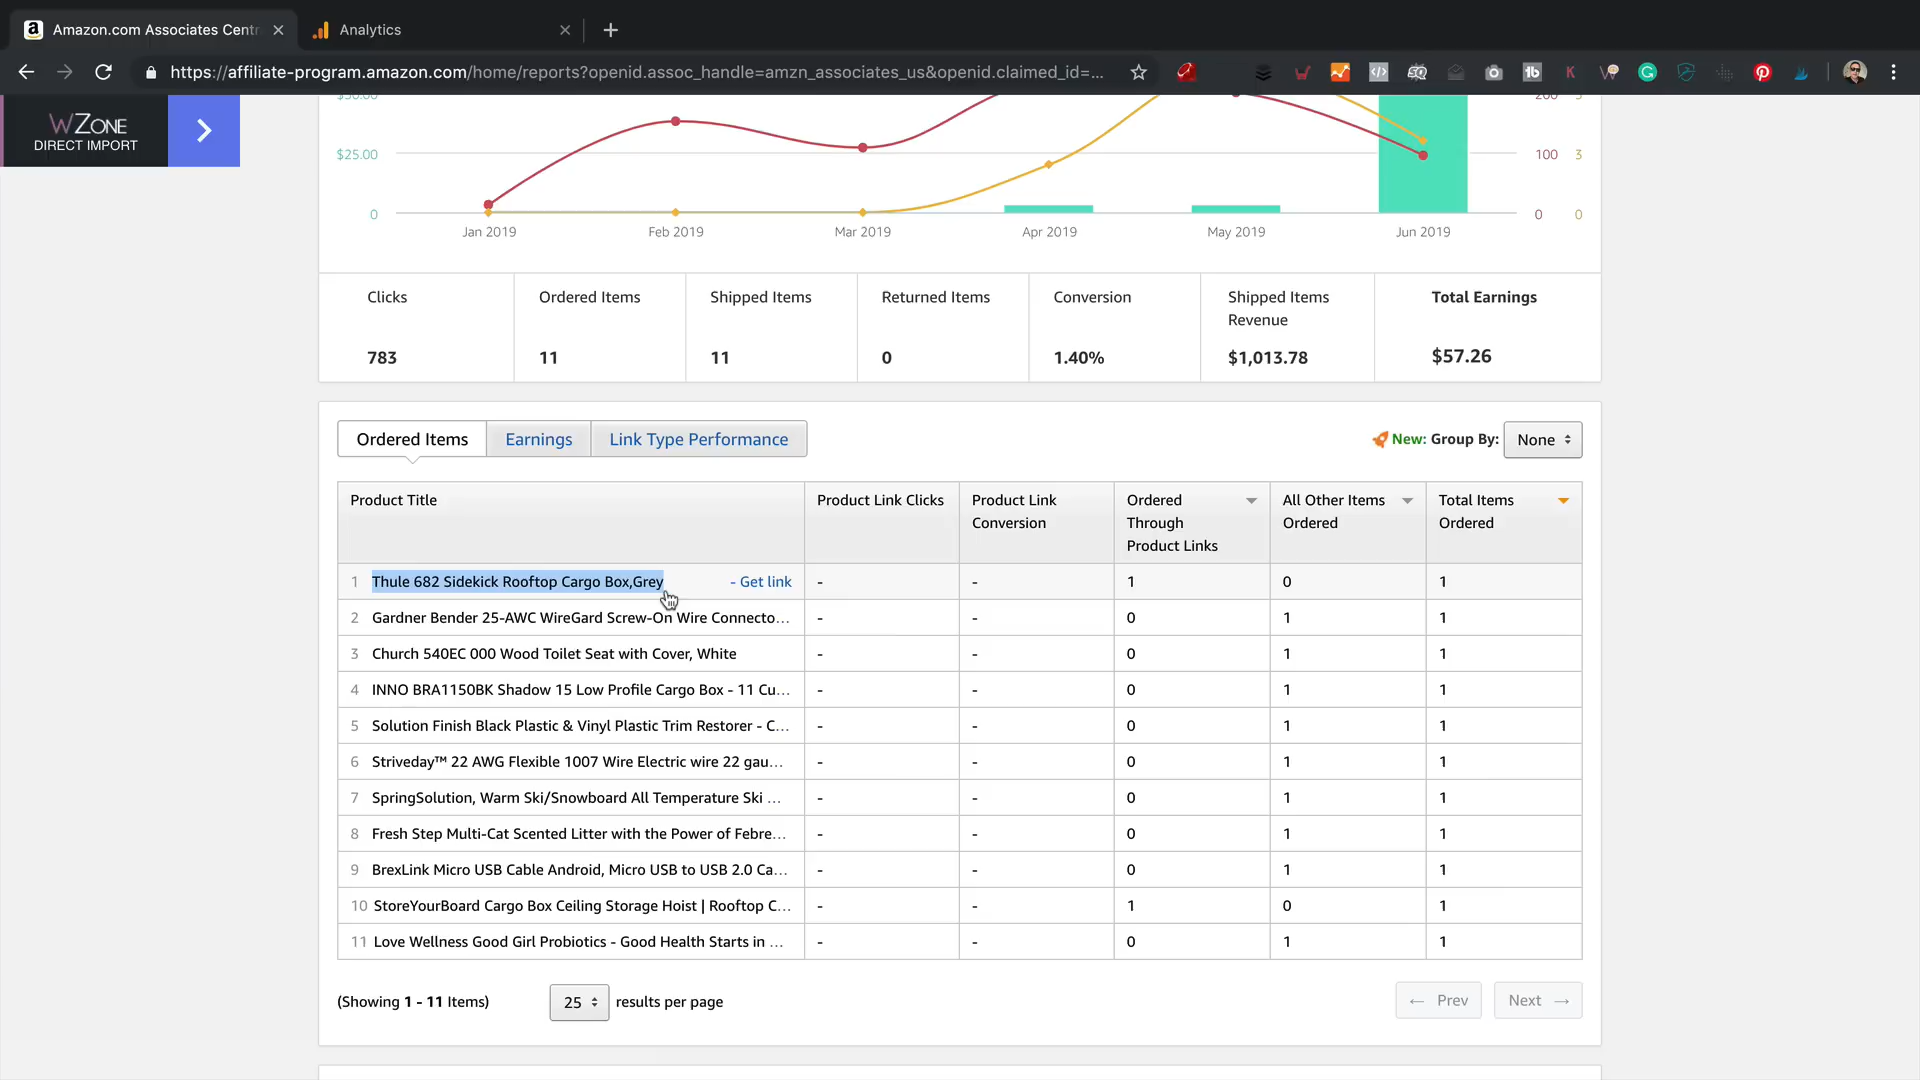 Amazon.com Associates Centr
Analytics
https://affiliate-program.amazon.com/home/reports?openid.assoc_handle=amzn_associates_us&openid.claimed_id=...
WZONE
DIRECT IMPORT
$50.00
200
$25.00
100
3
0
0
0
Jan 2019
Feb 2019
Mar 2019
Apr 2019
May 2019
Jun 2019
Clicks
783
Ordered Items
11
Shipped Items
11
Returned Items
0
Conversion
1.40%
Shipped Items
Revenue
$1,013.78
Total Earnings
$57.26
Ordered Items
Earnings
Link Type Performance
New: Group By:
None
Product Title
Product Link Clicks
Product Link
Conversion
Ordered
Through
Product Links
All Other Items
Ordered
Total Items
Ordered
1 Thule 682 Sidekick Rooftop Cargo Box,Grey - Get link - - 1 0 1
2 Gardner Bender 25-AWC WireGard Screw-On Wire Connecto... - - 0 1 1
3 Church 540EC 000 Wood Toilet Seat with Cover, White - - 0 1 1
4 INNO BRA1150BK Shadow 15 Low Profile Cargo Box - 11 Cu... - - 0 1 1
5 Solution Finish Black Plastic & Vinyl Plastic Trim Restorer - C... - - 0 1 1
6 Striveday™ 22 AWG Flexible 1007 Wire Electric wire 22 gau... - - 0 1 1
7 SpringSolution, Warm Ski/Snowboard All Temperature Ski ... - - 0 1 1
8 Fresh Step Multi-Cat Scented Litter with the Power of Febre... - - 0 1 1
9 BrexLink Micro USB Cable Android, Micro USB to USB 2.0 Ca... - - 0 1 1
10 StoreYourBoard Cargo Box Ceiling Storage Hoist | Rooftop C... - - 1 0 1
11 Love Wellness Good Girl Probiotics - Good Health Starts in ... - - 0 1 1
(Showing 1 - 11 Items)
25
results per page
← Prev
Next →